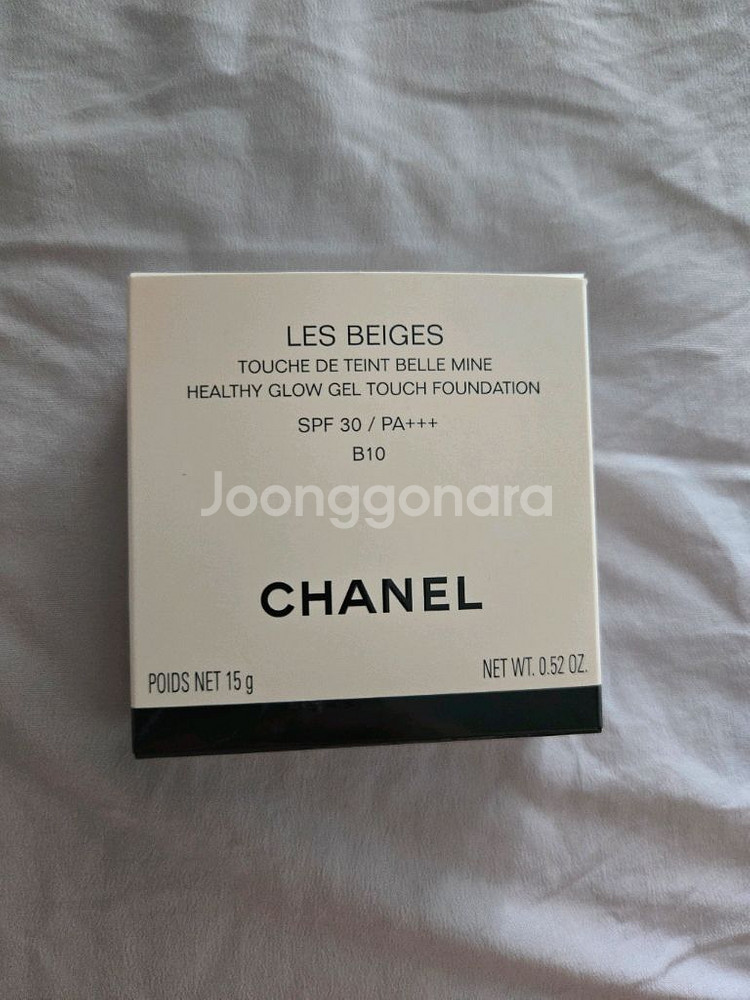 LES BEIGES
TOUCHE DE TEINT BELLE MINE
HEALTHY GLOW GEL TOUCH FOUNDATION
SPF 30 / PA+++
B10
Joonggonara
CHANEL
POIDS NET 15 g
NET WT. 0.52 OZ.